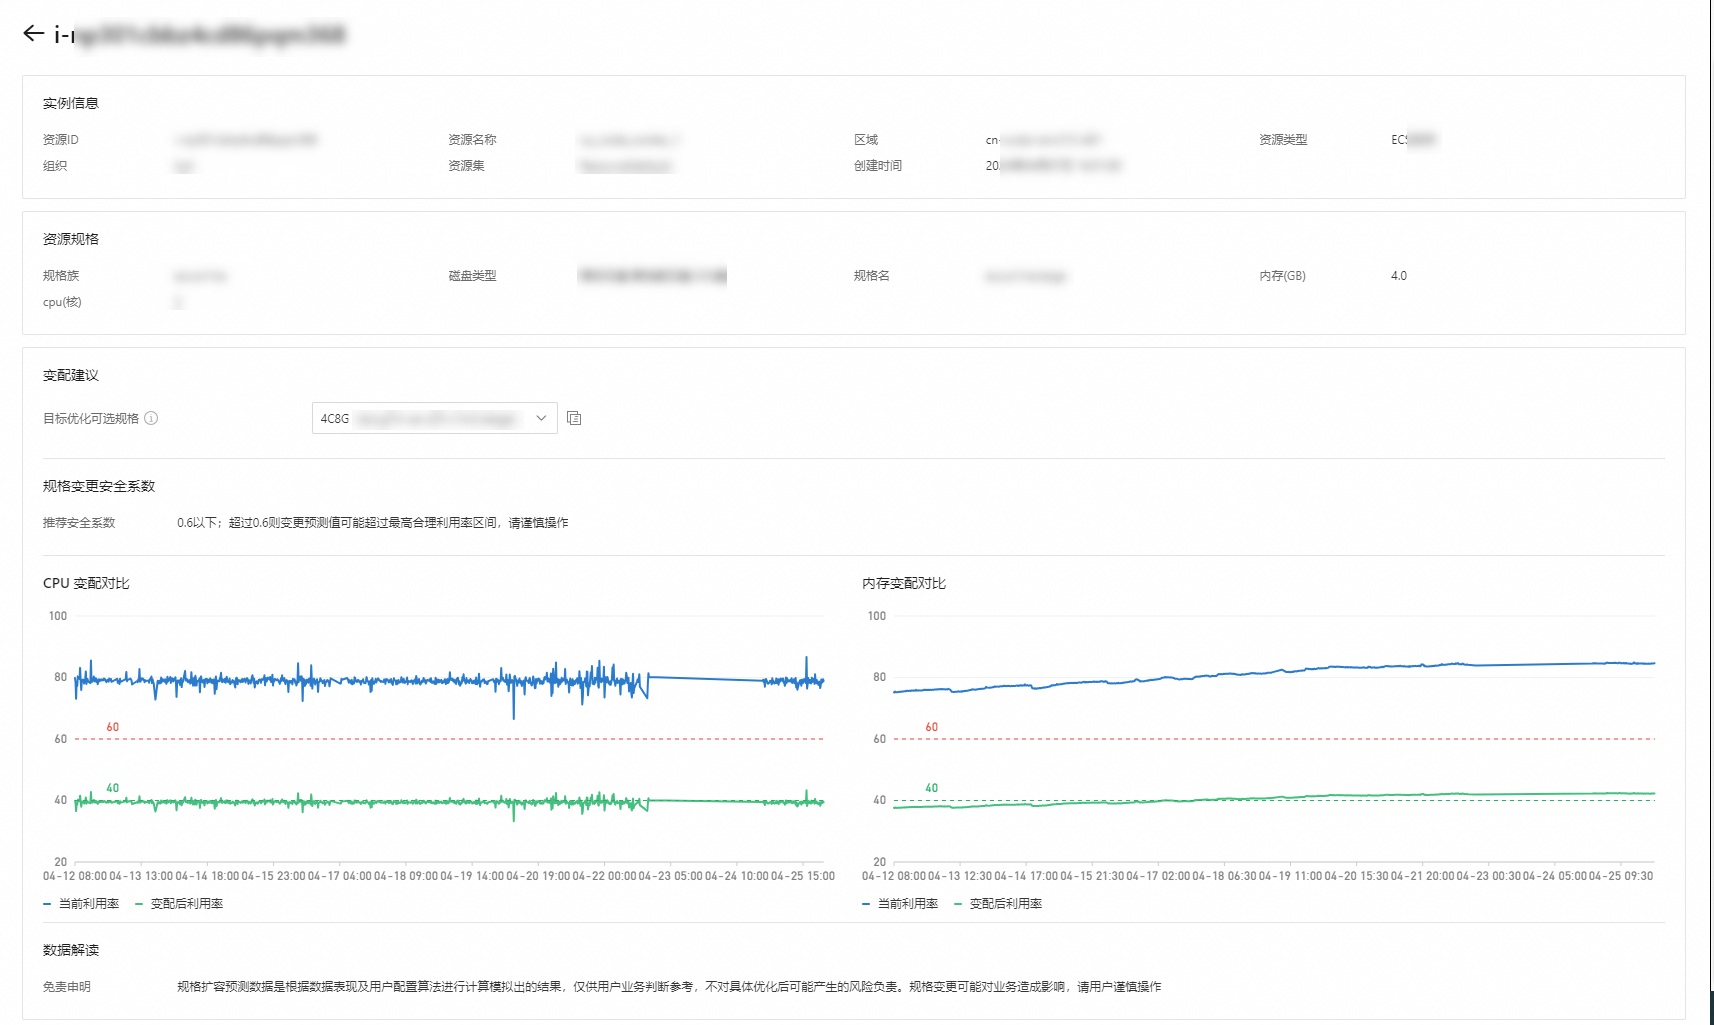 i-
实例信息
资源ID 资源名称 区域 cn- 资源类型 ECS
组织 资源集 创建时间 20
资源规格
规格族 磁盘类型 规格名 内存(GB) 4.0
cpu(核)
变配建议
目标优化可选规格 4C8G
规格变更安全系数
推荐安全系数 0.6以下；超过0.6则变更预测值可能超过最高合理利用率区间，请谨慎操作
CPU 变配对比
100
80
60
60
40
40
20
04-12 08:00 04-13 13:00 04-14 18:00 04-15 23:00 04-17 04:00 04-18 09:00 04-19 14:00 04-20 19:00 04-22 00:00 04-23 05:00 04-24 10:00 04-25 15:00
当前利用率 变配后利用率
内存变配对比
100
80
60
60
40
40
20
04-12 08:00 04-13 12:30 04-14 17:00 04-15 21:30 04-17 02:00 04-18 06:30 04-19 11:00 04-20 15:30 04-21 20:00 04-23 00:30 04-24 05:00 04-25 09:30
当前利用率 变配后利用率
数据解读
免责申明 规格扩容预测数据是根据数据表现及用户配置算法进行计算模拟出的结果，仅供用户业务判断参考，不对具体优化后可能产生的风险负责。规格变更可能对业务造成影响，请用户谨慎操作